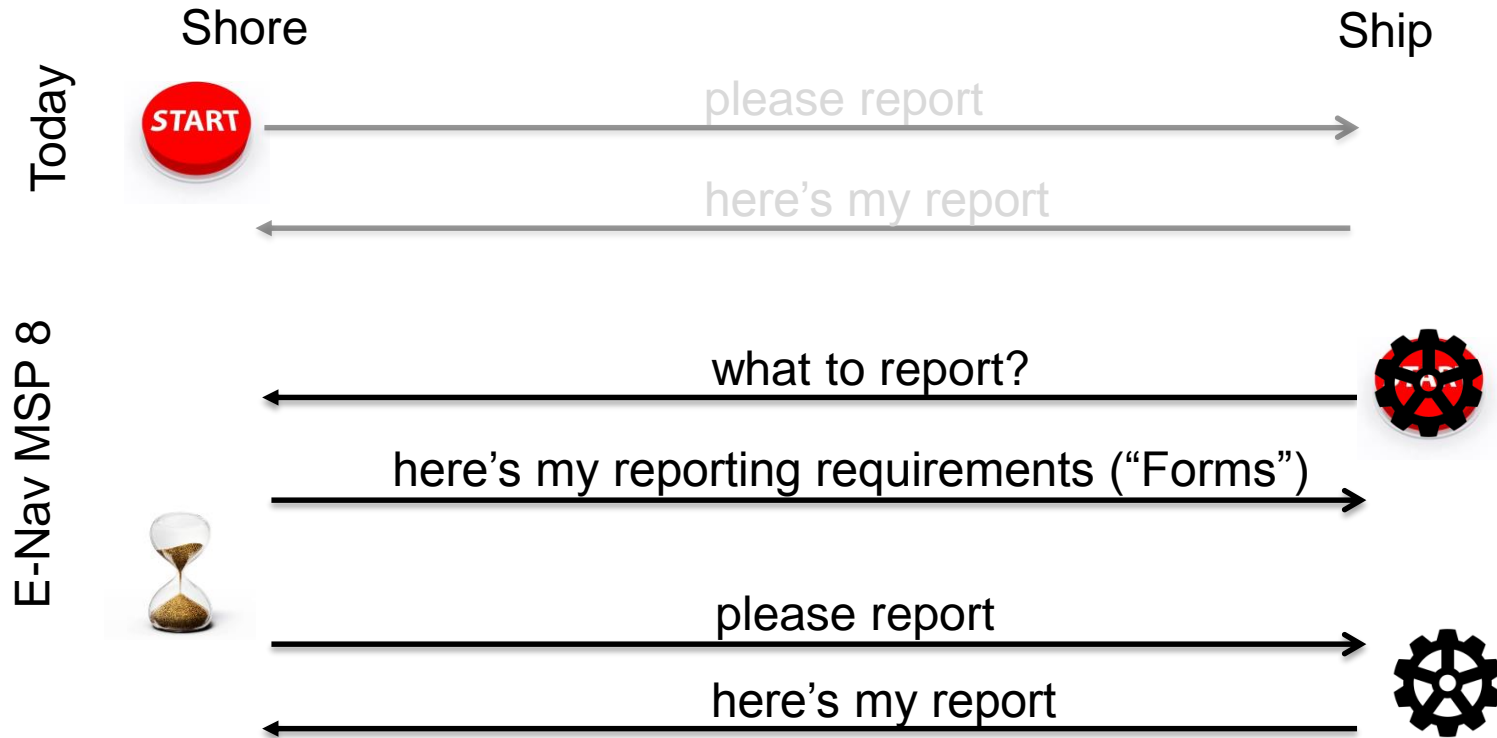 Shore
Ship
Today
START
please report
here's my report
E-Nav MSP 8
what to report?
here's my reporting requirements (“Forms”)
please report
here's my report